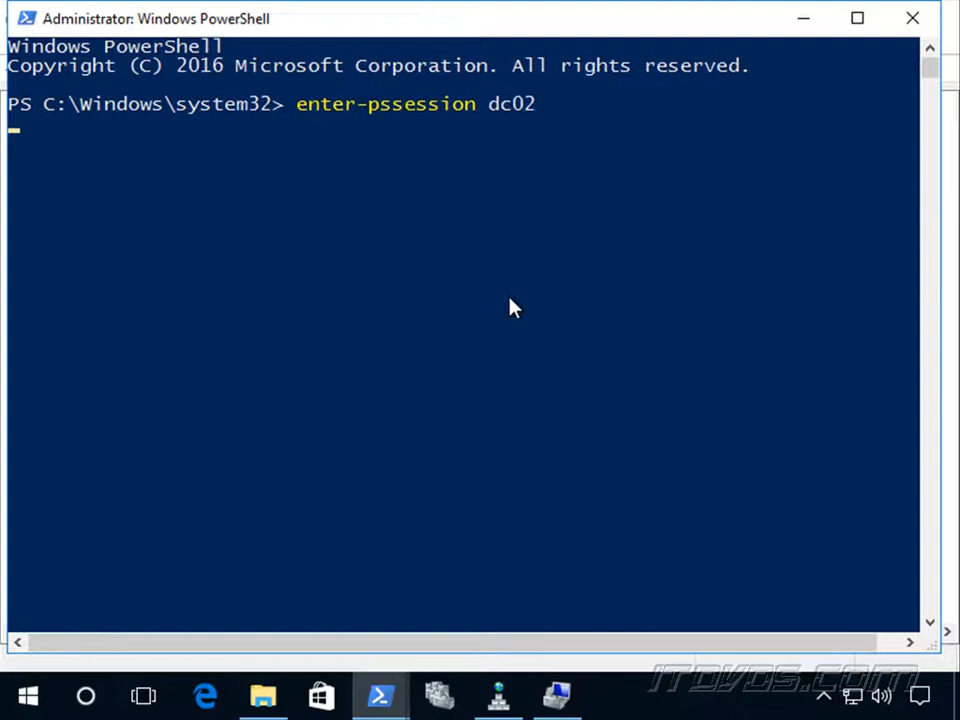 Administrator: Windows PowerShell
Windows PowerShell
Copyright (C) 2016 Microsoft Corporation. All rights reserved.
PS C:\Windows\system32> enter-pssession dc02
ITDVDS.COM